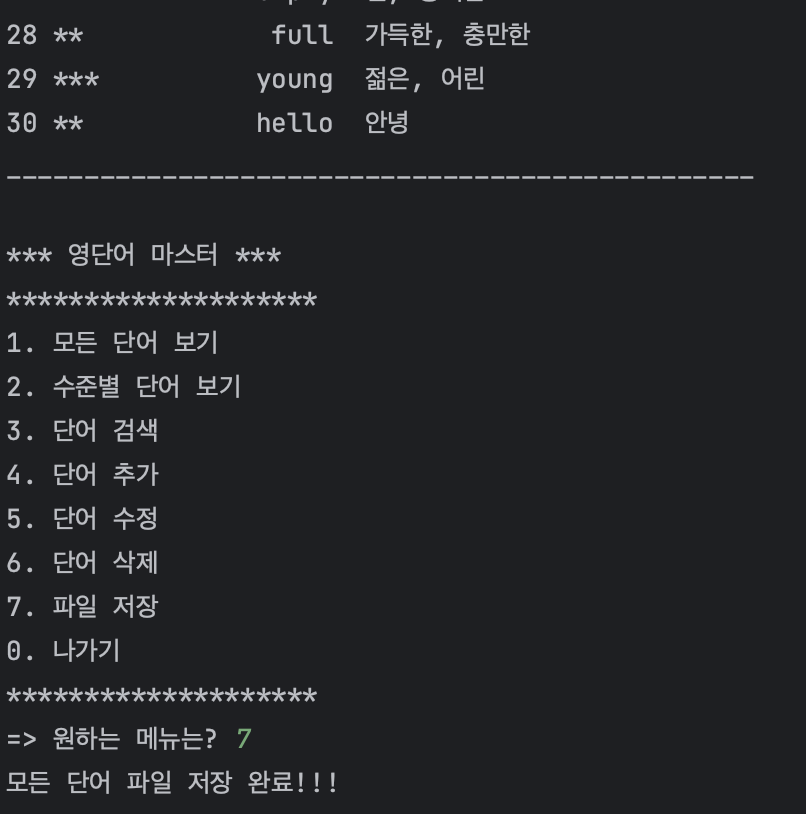 28 **            full  가득한, 충만한
29 ***          young  젊은, 어린
30 **           hello  안녕
------------------------------------------------
*** 영단어 마스터 ***
********************
1. 모든 단어 보기
2. 수준별 단어 보기
3. 단어 검색
4. 단어 추가
5. 단어 수정
6. 단어 삭제
7. 파일 저장
0. 나가기
********************
=> 원하는 메뉴는? 7
모든 단어 파일 저장 완료!!!